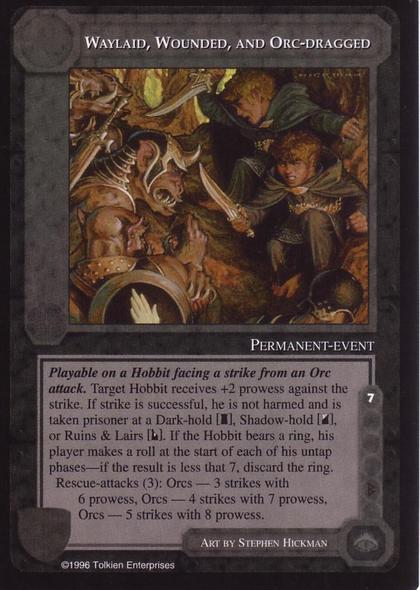 Waylaid, Wounded, and Orc-dragged
Permanent-event
Playable on a Hobbit facing a strike from an Orc
attack. Target Hobbit receives +2 prowess against the
strike. If strike is successful, he is not harmed and is
taken prisoner at a Dark-hold [], Shadow-hold [],
or Ruins & Lairs []. If the Hobbit bears a ring, his
player makes a roll at the start of each of his untap
phases—if the result is less that 7, discard the ring.
Rescue-attacks (3): Orcs — 3 strikes with
6 prowess, Orcs — 4 strikes with 7 prowess,
Orcs — 5 strikes with 8 prowess.
7
Art by Stephen Hickman
©1996 Tolkien Enterprises